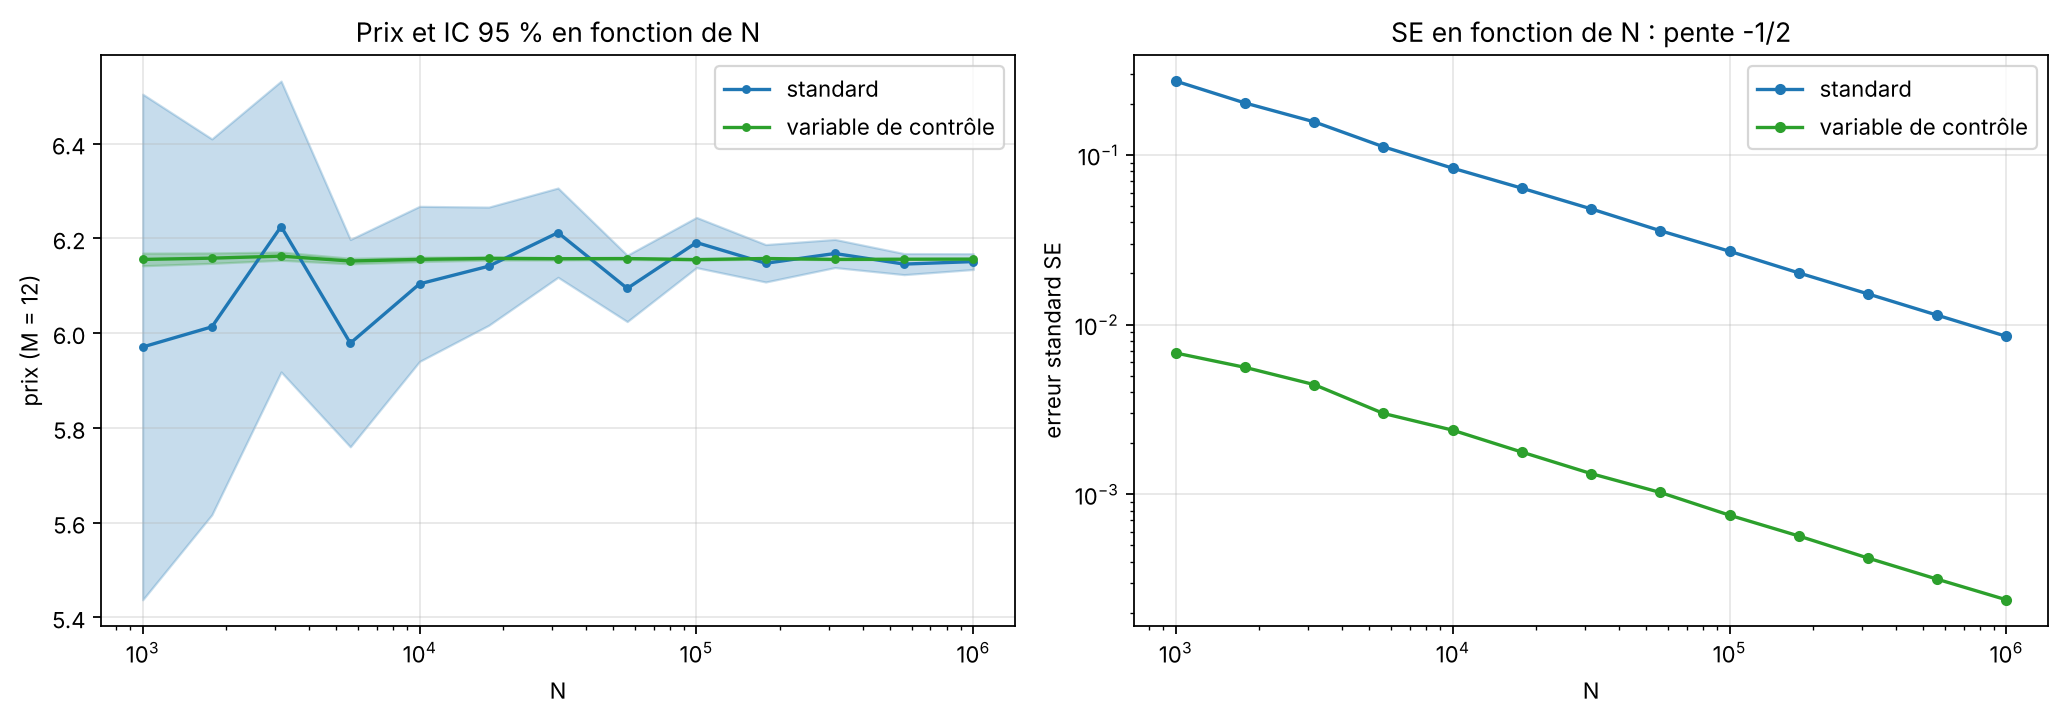 Prix et IC 95 % en fonction de N
standard
variable de contrôle
6.4
6.2
6.0
5.8
5.6
5.4
prix (M = 12)
10³
10⁴
10⁵
10⁶
N
SE en fonction de N : pente -1/2
standard
variable de contrôle
10⁻¹
10⁻²
10⁻³
erreur standard SE
10³
10⁴
10⁵
10⁶
N